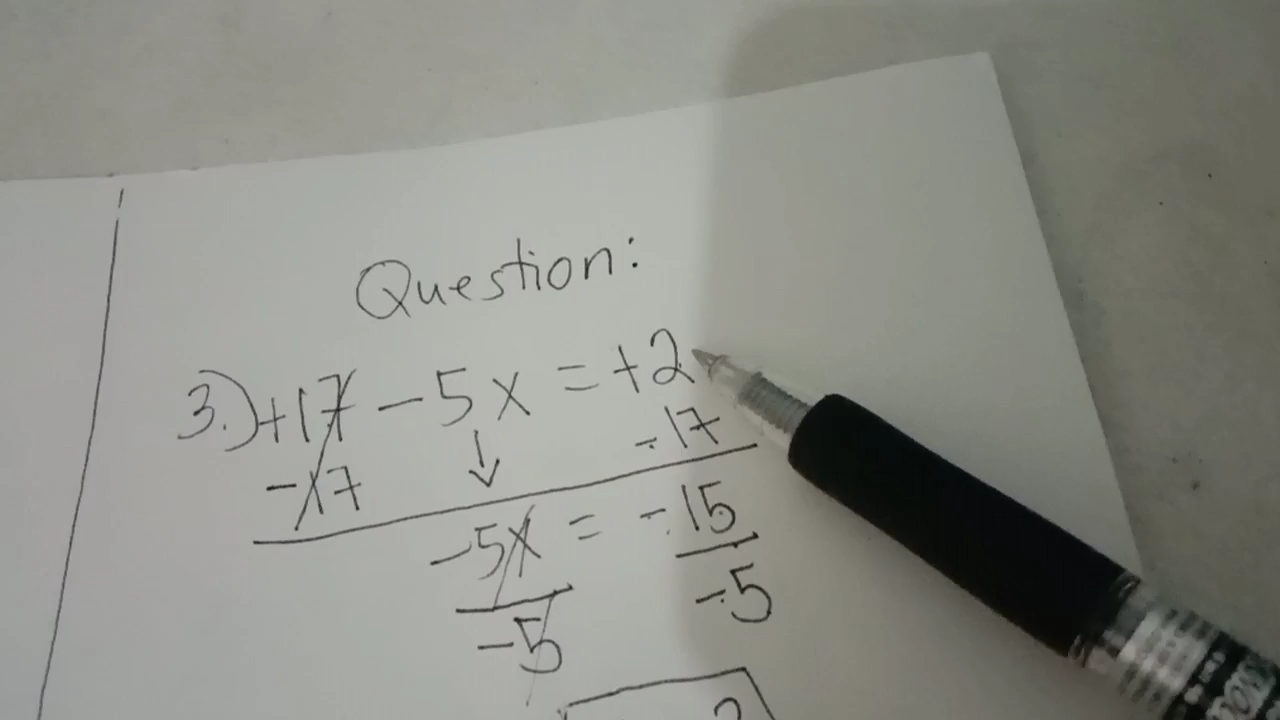 Question:
3.) +17 - 5x = +2
-17 ↓ -17
-5x = -15
-5 -5